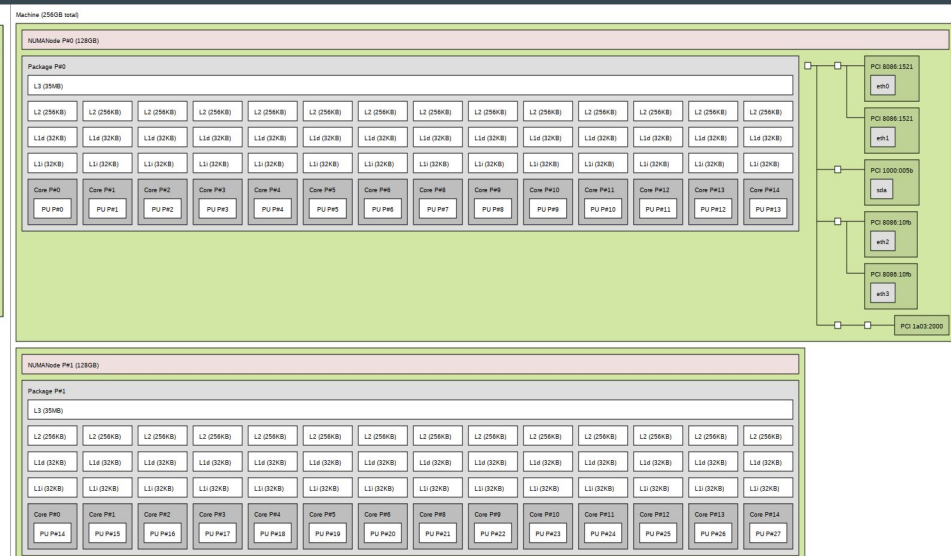 Machine (256GB total)
NUMANode P#0 (128GB)
Package P#0
L3 (35MB)
L2 (256KB) L2 (256KB) L2 (256KB) L2 (256KB) L2 (256KB) L2 (256KB) L2 (256KB) L2 (256KB) L2 (256KB) L2 (256KB) L2 (256KB) L2 (256KB) L2 (256KB) L2 (256KB)
L1d (32KB) L1d (32KB) L1d (32KB) L1d (32KB) L1d (32KB) L1d (32KB) L1d (32KB) L1d (32KB) L1d (32KB) L1d (32KB) L1d (32KB) L1d (32KB) L1d (32KB) L1d (32KB)
L1i (32KB) L1i (32KB) L1i (32KB) L1i (32KB) L1i (32KB) L1i (32KB) L1i (32KB) L1i (32KB) L1i (32KB) L1i (32KB) L1i (32KB) L1i (32KB) L1i (32KB) L1i (32KB)
Core P#0 Core P#1 Core P#2 Core P#3 Core P#4 Core P#5 Core P#6 Core P#8 Core P#9 Core P#10 Core P#11 Core P#12 Core P#13 Core P#14
PU P#0 PU P#1 PU P#2 PU P#3 PU P#4 PU P#5 PU P#6 PU P#7 PU P#8 PU P#9 PU P#10 PU P#11 PU P#12 PU P#13
PCI 8086:1521
eth0
PCI 8086:1521
eth1
PCI 1000:005b
sda
PCI 8086:10fb
eth2
PCI 8086:10fb
eth3
PCI 1a03:2000
NUMANode P#1 (128GB)
Package P#1
L3 (35MB)
L2 (256KB) L2 (256KB) L2 (256KB) L2 (256KB) L2 (256KB) L2 (256KB) L2 (256KB) L2 (256KB) L2 (256KB) L2 (256KB) L2 (256KB) L2 (256KB) L2 (256KB) L2 (256KB)
L1d (32KB) L1d (32KB) L1d (32KB) L1d (32KB) L1d (32KB) L1d (32KB) L1d (32KB) L1d (32KB) L1d (32KB) L1d (32KB) L1d (32KB) L1d (32KB) L1d (32KB) L1d (32KB)
L1i (32KB) L1i (32KB) L1i (32KB) L1i (32KB) L1i (32KB) L1i (32KB) L1i (32KB) L1i (32KB) L1i (32KB) L1i (32KB) L1i (32KB) L1i (32KB) L1i (32KB) L1i (32KB)
Core P#0 Core P#1 Core P#2 Core P#3 Core P#4 Core P#5 Core P#6 Core P#8 Core P#9 Core P#10 Core P#11 Core P#12 Core P#13 Core P#14
PU P#14 PU P#15 PU P#16 PU P#17 PU P#18 PU P#19 PU P#20 PU P#21 PU P#22 PU P#23 PU P#24 PU P#25 PU P#26 PU P#27